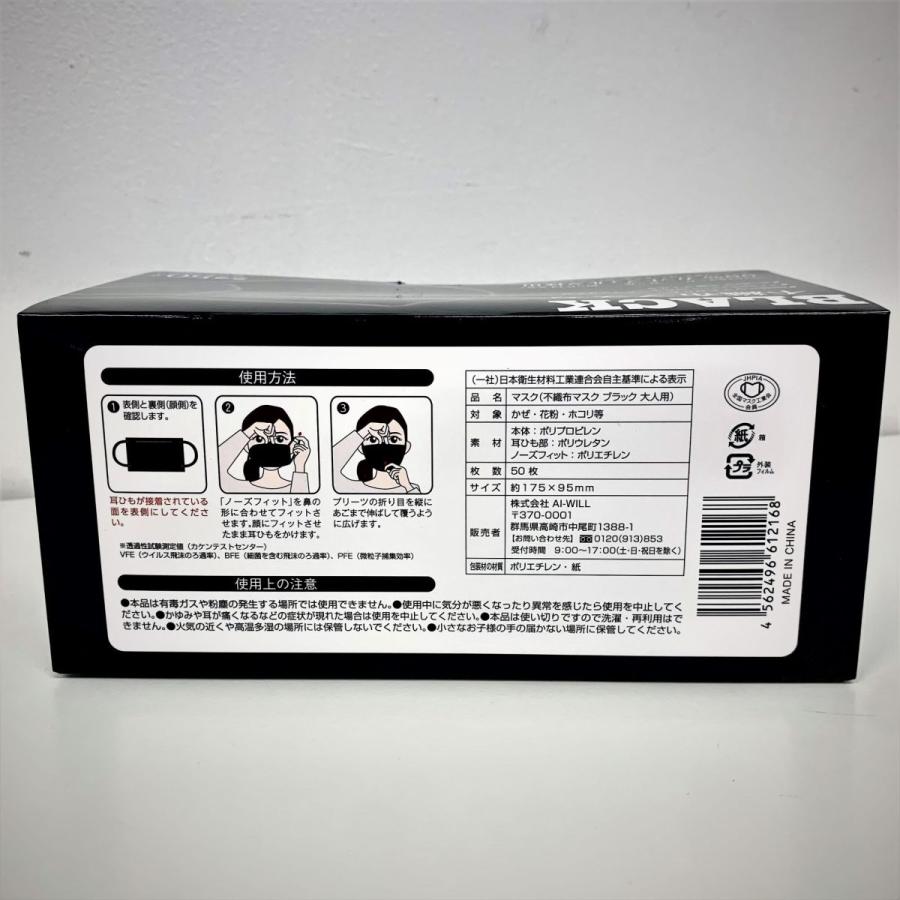 BLACK
使用方法
1 表側と裏側(顔側)を
確認します。
耳ひもが接着されている
面を表側にしてくださ
い。
2
「ノーズフィット」を鼻の
形に合わせてフィットさ
せます。顔にフィットさせ
たまま耳ひもをかけます。
3
プリーツの折り目を縦に
あごまで伸ばして覆うよう
に広げます。
※透過性試験測定値(カケンテストセンター)
VFE(ウイルス飛沫のろ過率)、BFE(細菌を含む飛沫のろ過率)、PFE(微粒子捕集効率)
使用上の注意
●本品は有毒ガスや粉塵の発生する場所では使用できません。●使用中に気分が悪くなったり異常を感じたら使用を中止してく
ださい。●かゆみや耳が痛くなるなどの症状が現れた場合は使用を中止してください。●本品は使い切りですので洗濯・再利用はで
きません。●火気の近くや高温多湿の場所には保管しないでください。●小さなお子様の手の届かない場所に保管してください。
(一社)日本衛生材料工業連合会自主基準による表示
品名 マスク(不織布マスク ブラック 大人用)
対象 かぜ・花粉・ホコリ等
素材 本体:ポリプロピレン
耳ひも部:ポリウレタン
ノーズフィット:ポリエチレン
枚数 50枚
サイズ 約175×95mm
販売者 株式会社 AI-WILL
〒370-0001
群馬県高崎市中尾町1388-1
【お問い合わせ先】0120(913)853
受付時間 9:00〜17:00(土・日・祝日を除く)
包装材の材質 ポリエチレン・紙
JHPIA
全国マスク工業会
会員
紙 箱
プラ 外装
フィルム
4 562496 612168
MADE IN CHINA